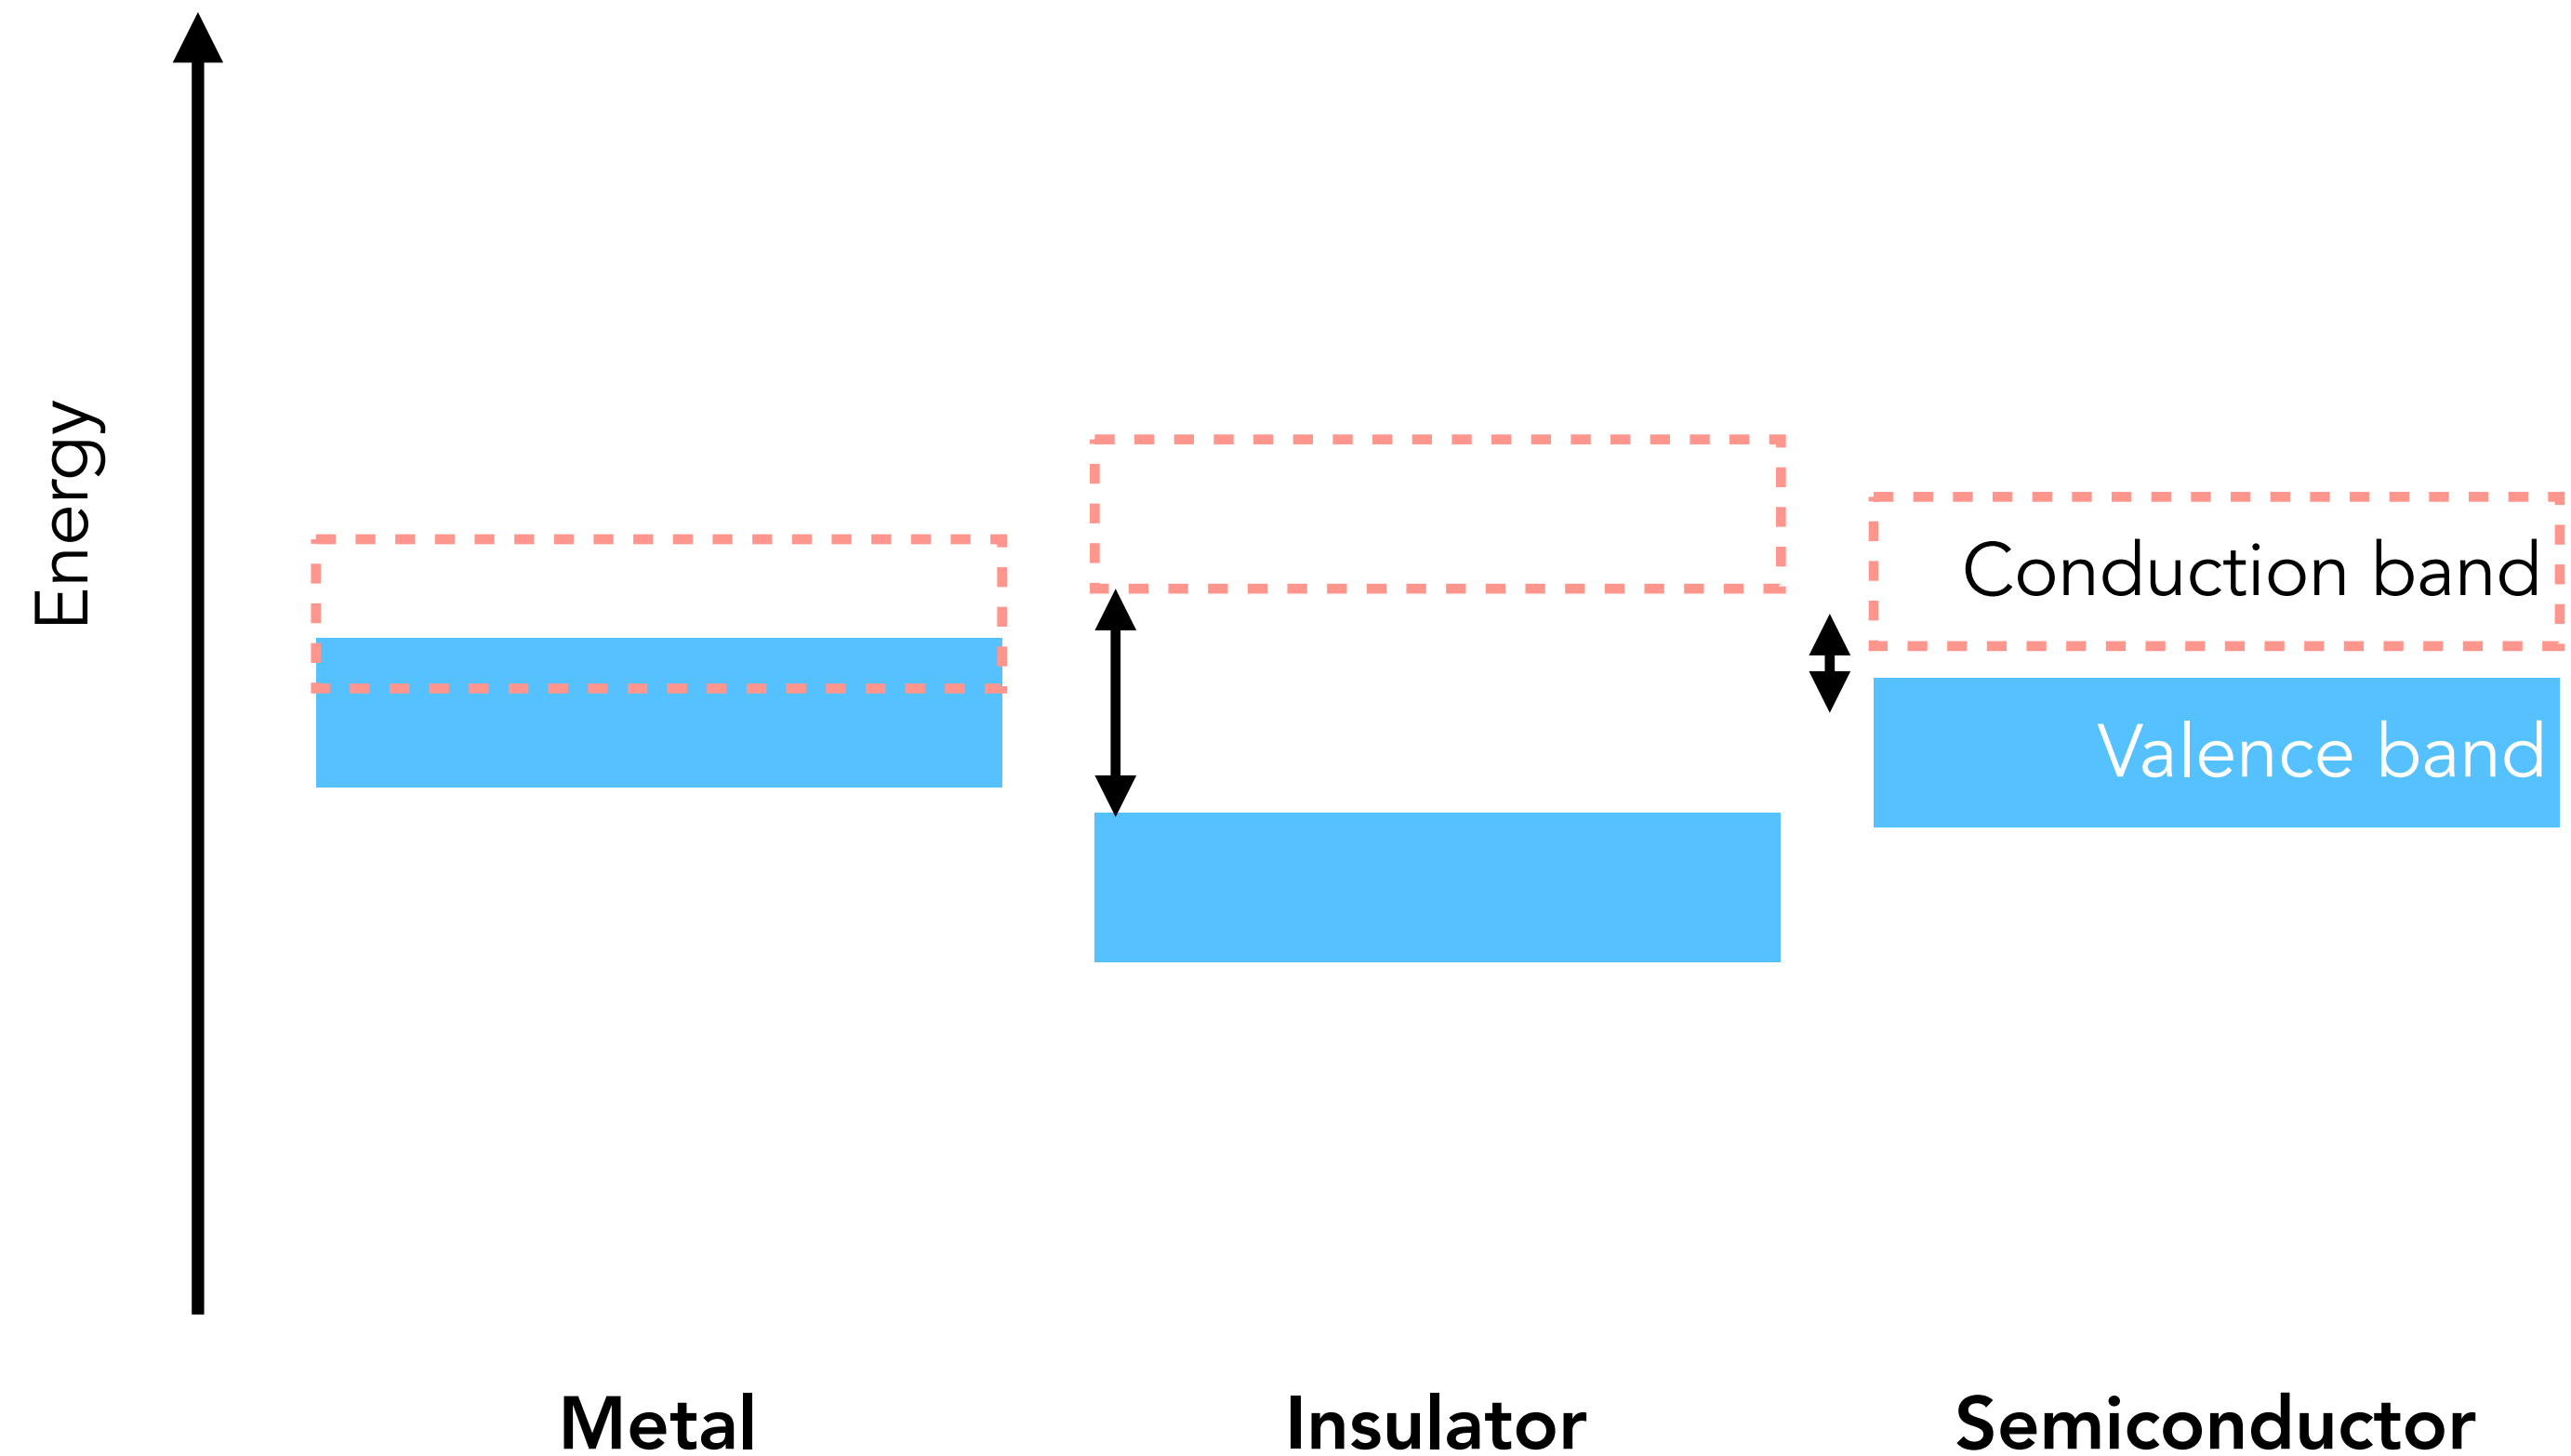 Energy
Conduction band
Valence band
Metal
Insulator
Semiconductor